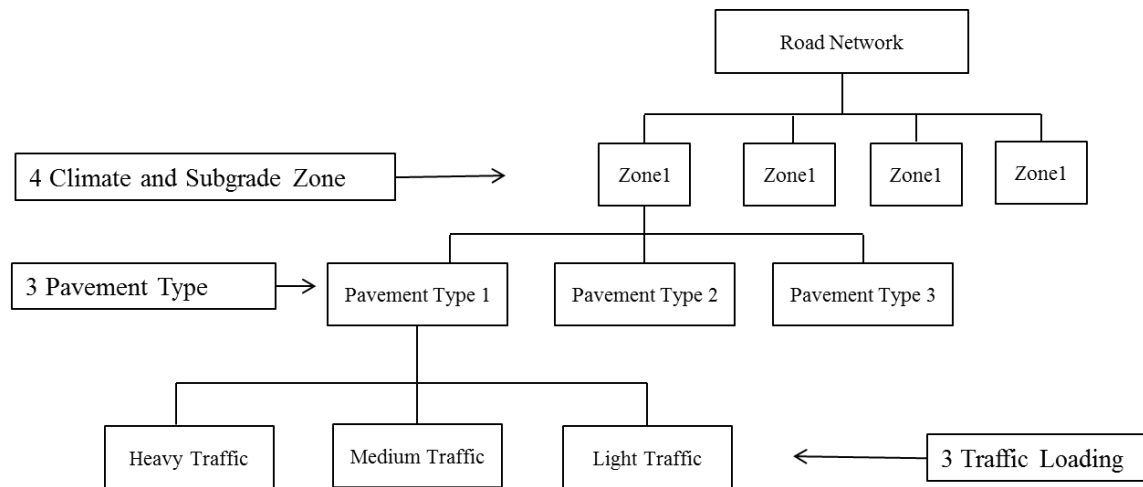 Road Network
4 Climate and Subgrade Zone
Zone1
Zone1
Zone1
Zone1
3 Pavement Type
Pavement Type 1
Pavement Type 2
Pavement Type 3
Heavy Traffic
Medium Traffic
Light Traffic
3 Traffic Loading